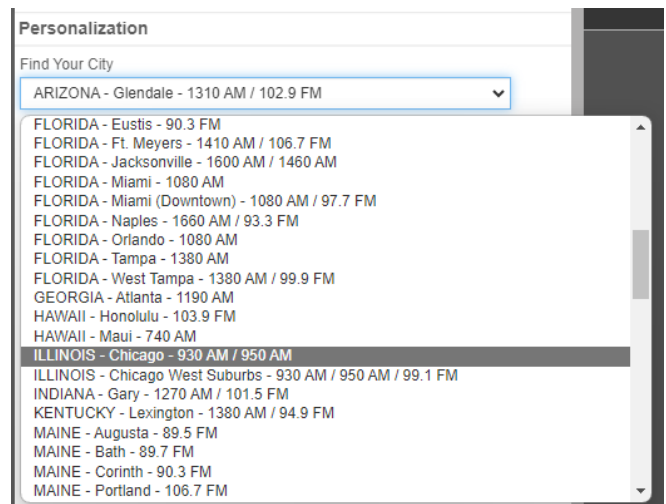 Personalization
Find Your City
ARIZONA - Glendale - 1310 AM / 102.9 FM
FLORIDA - Eustis - 90.3 FM
FLORIDA - Ft. Meyers - 1410 AM / 106.7 FM
FLORIDA - Jacksonville - 1600 AM / 1460 AM
FLORIDA - Miami - 1080 AM
FLORIDA - Miami (Downtown) - 1080 AM / 97.7 FM
FLORIDA - Naples - 1660 AM / 93.3 FM
FLORIDA - Orlando - 1080 AM
FLORIDA - Tampa - 1380 AM
FLORIDA - West Tampa - 1380 AM / 99.9 FM
GEORGIA - Atlanta - 1190 AM
HAWAII - Honolulu - 103.9 FM
HAWAII - Maui - 740 AM
ILLINOIS - Chicago - 930 AM / 950 AM
ILLINOIS - Chicago West Suburbs - 930 AM / 950 AM / 99.1 FM
INDIANA - Gary - 1270 AM / 101.5 FM
KENTUCKY - Lexington - 1380 AM / 94.9 FM
MAINE - Augusta - 89.5 FM
MAINE - Bath - 89.7 FM
MAINE - Corinth - 90.3 FM
MAINE - Portland - 106.7 FM